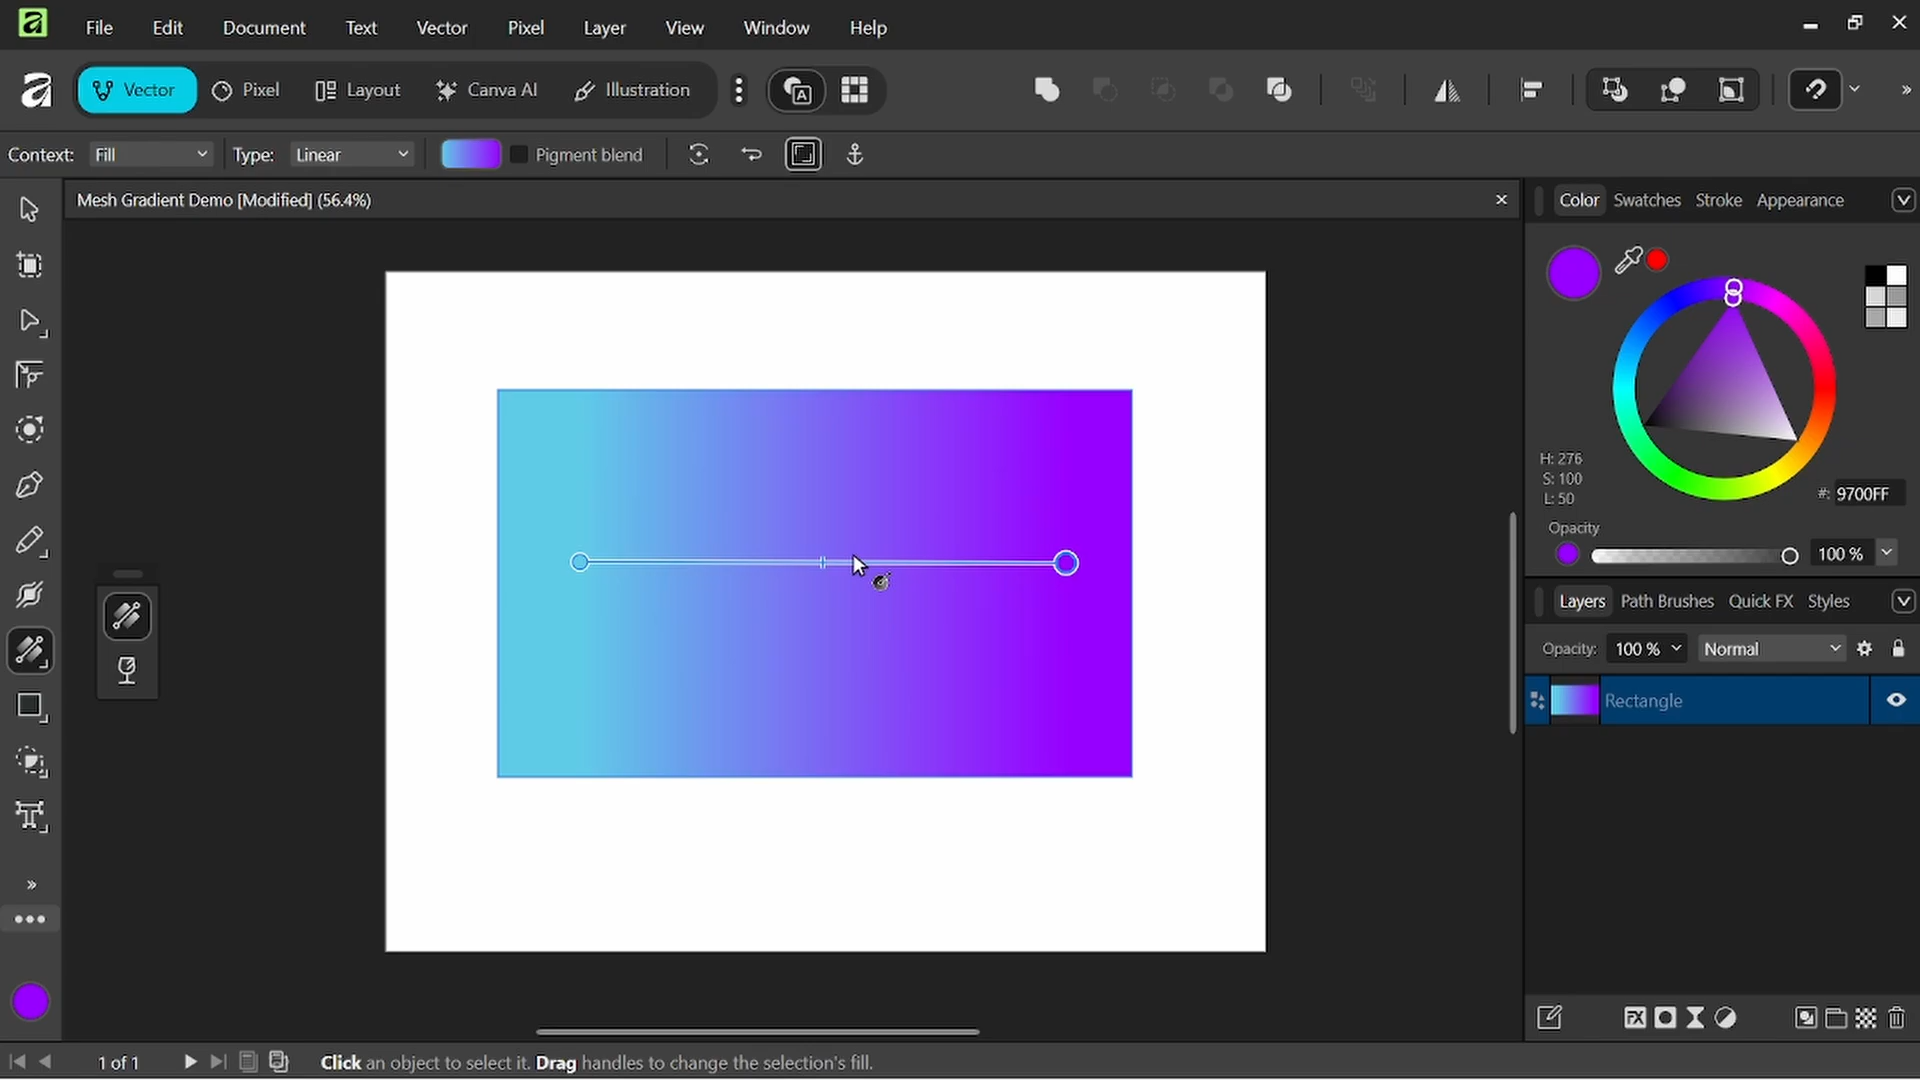 File Edit Document Text Vector Pixel Layer View Window Help
Vector Pixel Layout Canva AI Illustration
Context: Fill Type: Linear Pigment blend
Mesh Gradient Demo [Modified] (56.4%)
Color Swatches Stroke Appearance
H: 276
S: 100
L: 50
#: 9700FF
Opacity
100 %
Layers Path Brushes Quick FX Styles
Opacity: 100 % Normal
Rectangle
1 of 1 Click an object to select it. Drag handles to change the selection's fill.